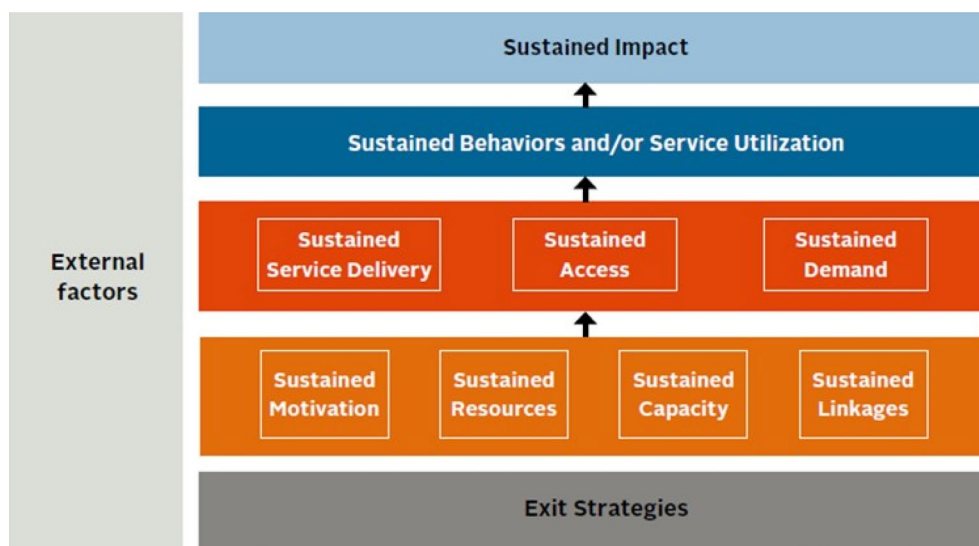 Sustained Impact
Sustained Behaviors and/or Service Utilization
External
factors
Sustained
Service Delivery
Sustained
Access
Sustained
Demand
Sustained
Motivation
Sustained
Resources
Sustained
Capacity
Sustained
Linkages
Exit Strategies